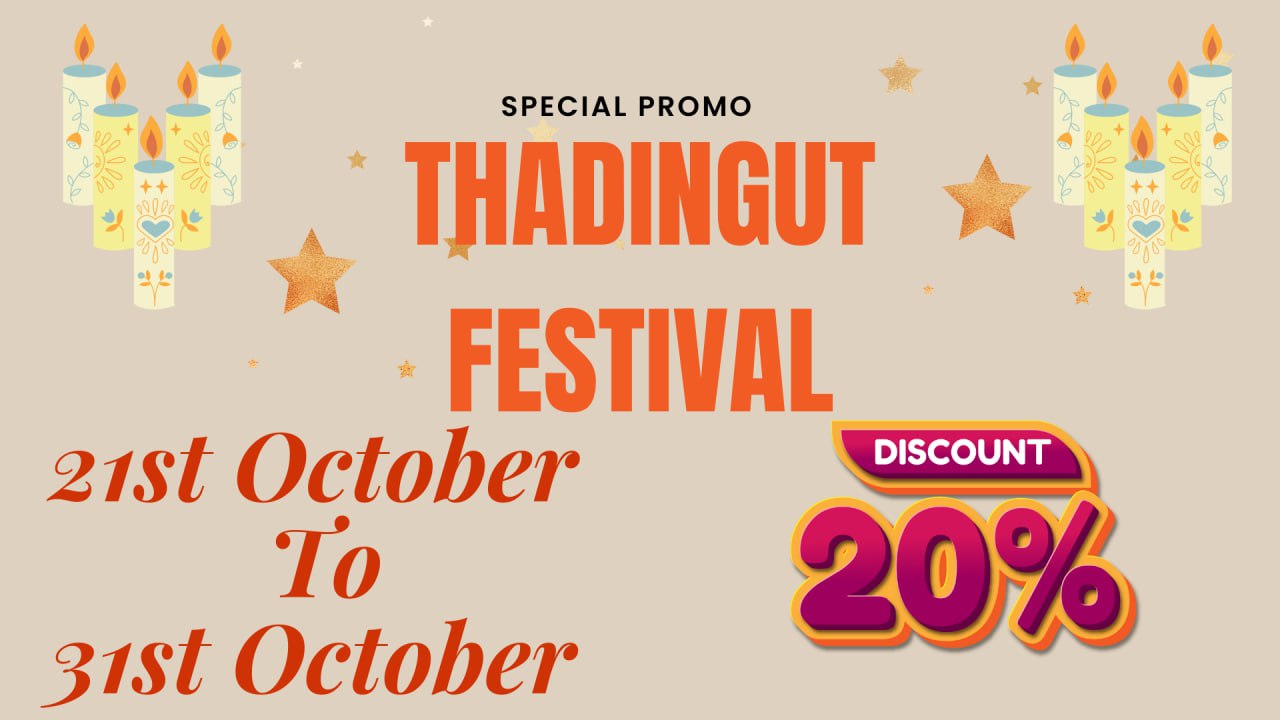 SPECIAL PROMO
THADINGUT
FESTIVAL
21st October
To
31st October
DISCOUNT
20%